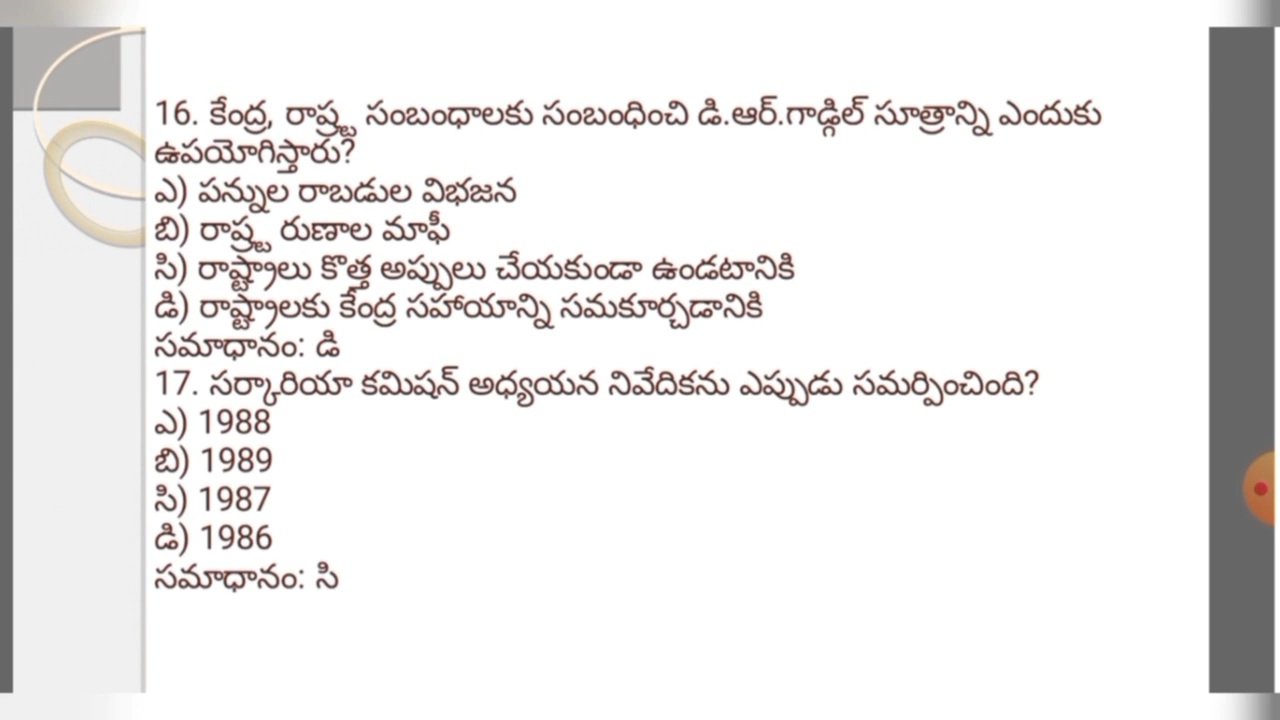 16. కేంద్ర, రాష్ర్ట సంబంధాలకు సంబంధించి డి.ఆర్.గాడ్గిల్ సూత్రాన్ని ఎందుకు
ఉపయోగిస్తారు?
ఎ) పన్నుల రాబడుల విభజన
బి) రాష్ర్ట రుణాల మాఫీ
సి) రాష్ట్రాలు కొత్త అప్పులు చేయకుండా ఉండటానికి
డి) రాష్ట్రాలకు కేంద్ర సహాయాన్ని సమకూర్చడానికి
సమాధానం: డి
17. సర్కారియా కమిషన్ అధ్యయన నివేదికను ఎప్పుడు సమర్పించింది?
ఎ) 1988
బి) 1989
సి) 1987
డి) 1986
సమాధానం: సి